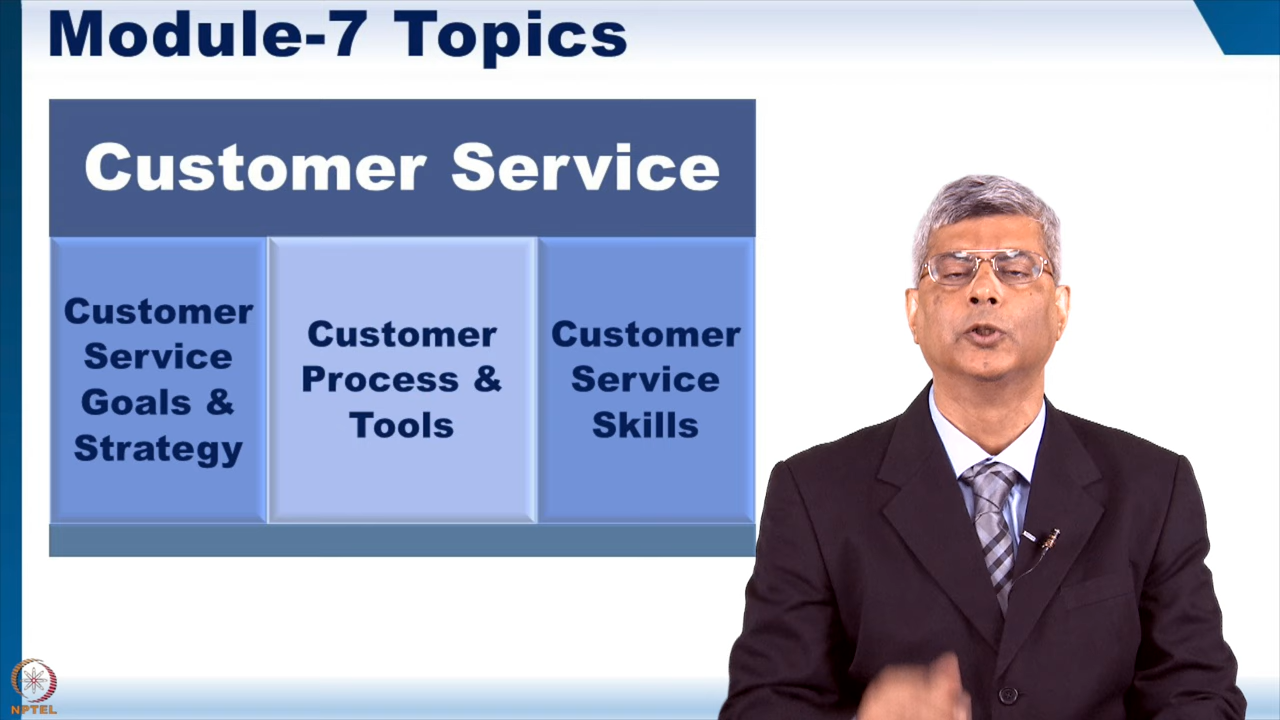 Module-7 Topics
Customer Service
Customer
Service
Goals &
Strategy
Customer
Process &
Tools
Customer
Service
Skills
NPTEL